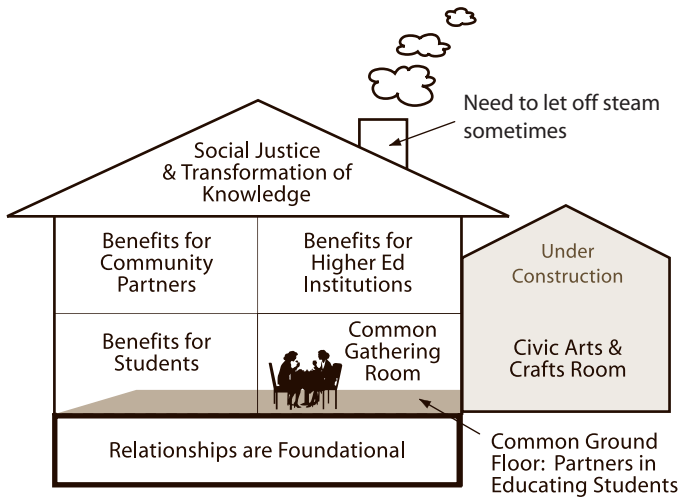 Need to let off steam
sometimes
Social Justice
& Transformation of
Knowledge
Benefits for
Community
Partners
Benefits for
Higher Ed
Institutions
Under
Construction
Benefits for
Students
Common
Gathering
Room
Civic Arts &
Crafts Room
Relationships are Foundational
Common Ground
Floor: Partners in
Educating Students